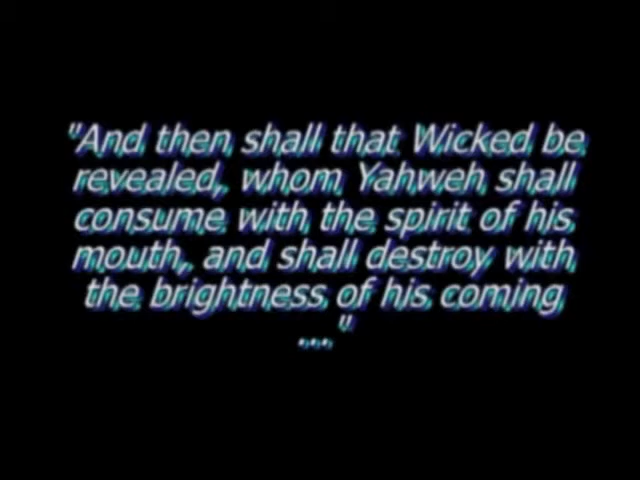 "And then shall that Wicked be
revealed, whom Yahweh shall
consume with the spirit of his
mouth, and shall destroy with
the brightness of his coming
..."